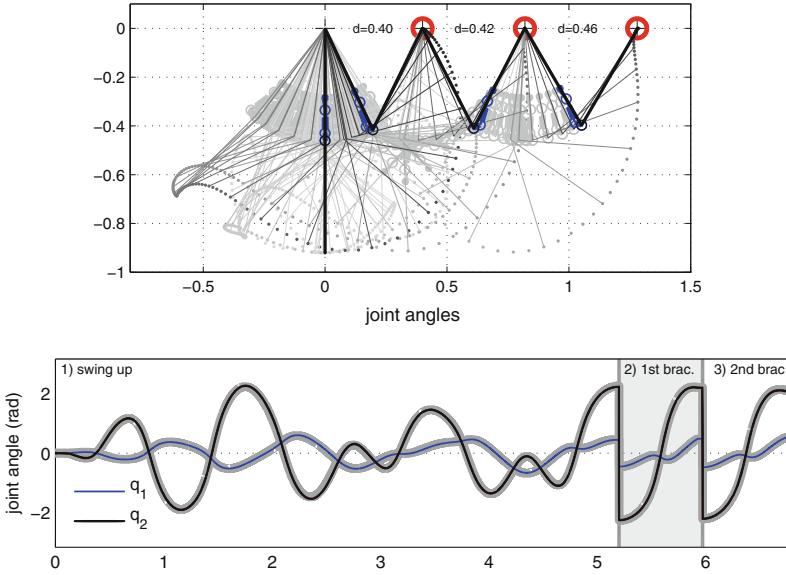 0
d=0.40
d=0.42
d=0.46
−0.2
−0.4
−0.6
−0.8
−1
−0.5
0
0.5
1
1.5
joint angles
1) swing up
2) 1st brac.
3) 2nd brac
joint angle (rad)
2
0
−2
q1
q2
0
1
2
3
4
5
6